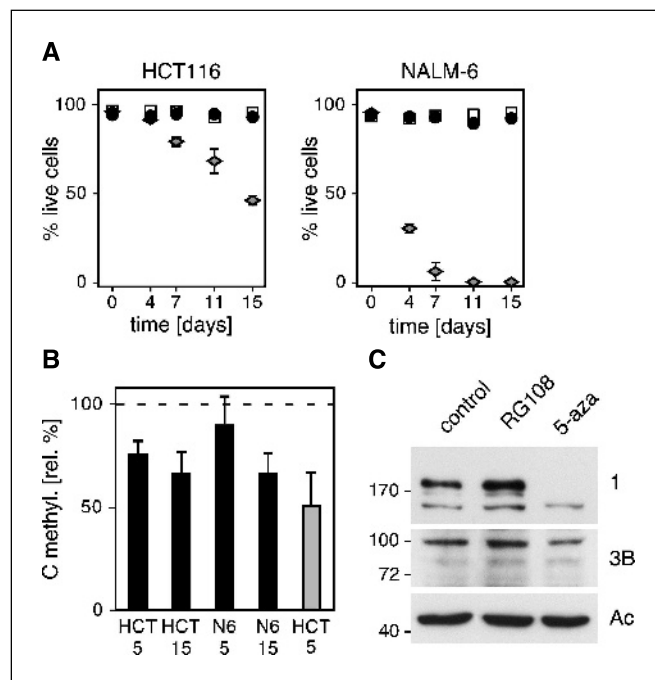 A
HCT116
NALM-6
% live cells
100
50
0
0 4 7 11 15
time [days]
% live cells
100
50
0
0 4 7 11 15
time [days]
B
C methyl. [rel. %]
100
50
0
HCT 5
HCT 15
N6 5
N6 15
HCT 5
C
control
RG108
5-aza
170
1
100
72
3B
40
Ac